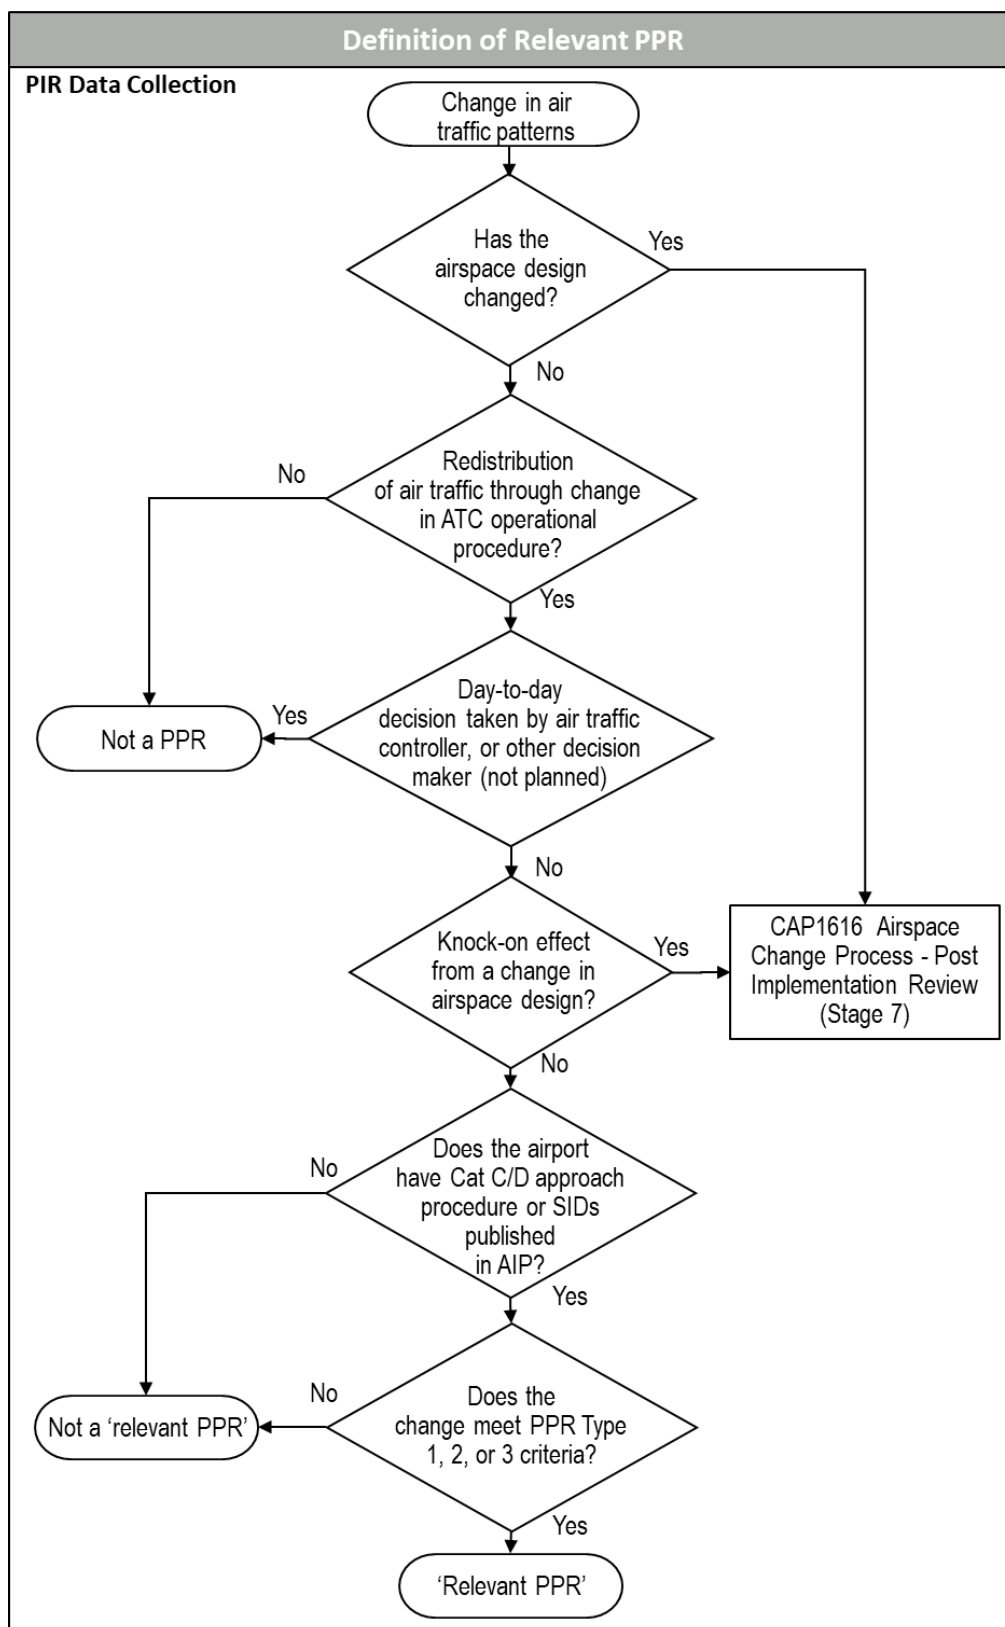 Definition of Relevant PPR
PIR Data Collection
Change in air
traffic patterns
Has the
airspace design
changed?
Yes
No
Redistribution
of air traffic through change
in ATC operational
procedure?
No
Yes
Day-to-day
decision taken by air traffic
controller, or other decision
maker (not planned)
Yes
Not a PPR
No
Knock-on effect
from a change in
airspace design?
Yes
CAP1616 Airspace
Change Process - Post
Implementation Review
(Stage 7)
No
Does the airport
have Cat C/D approach
procedure or SIDs
published
in AIP?
No
Yes
Does the
change meet PPR Type
1, 2, or 3 criteria?
No
Not a ‘relevant PPR’
Yes
‘Relevant PPR’